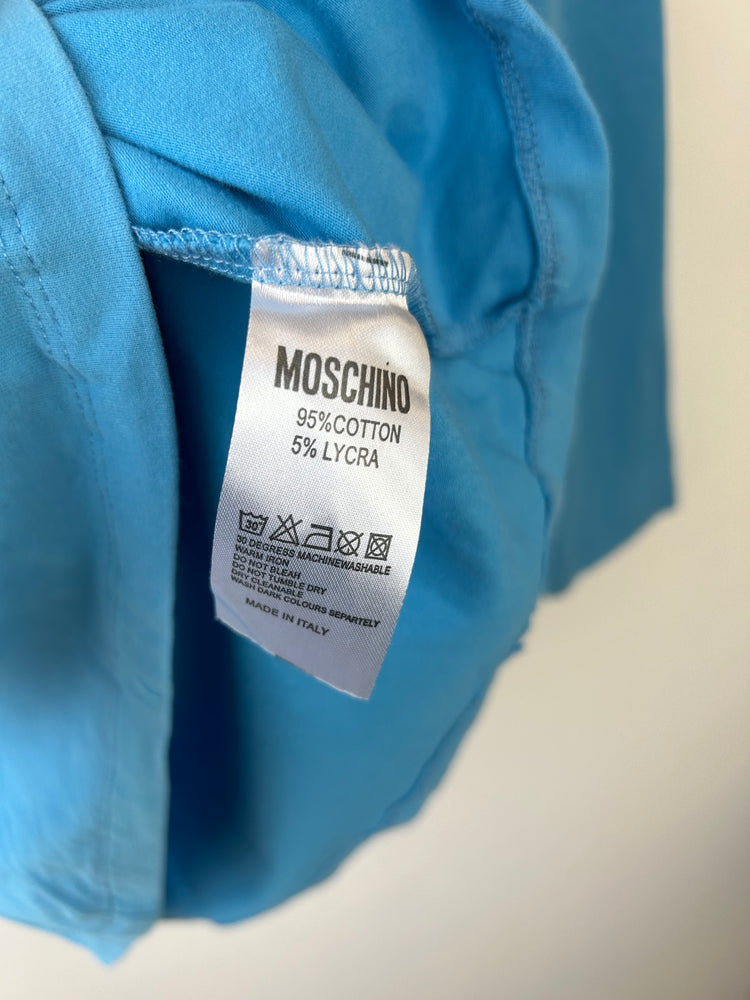 MOSCHINO
95%COTTON
5% LYCRA
30
30 DEGRESS MACHINEWASHABLE
WARM IRON
DO NOT BLEAH
DO NOT TUMBLE DRY
DRY CLEANABLE
WASH DARK COLOURS SEPARTELY
MADE IN ITALY